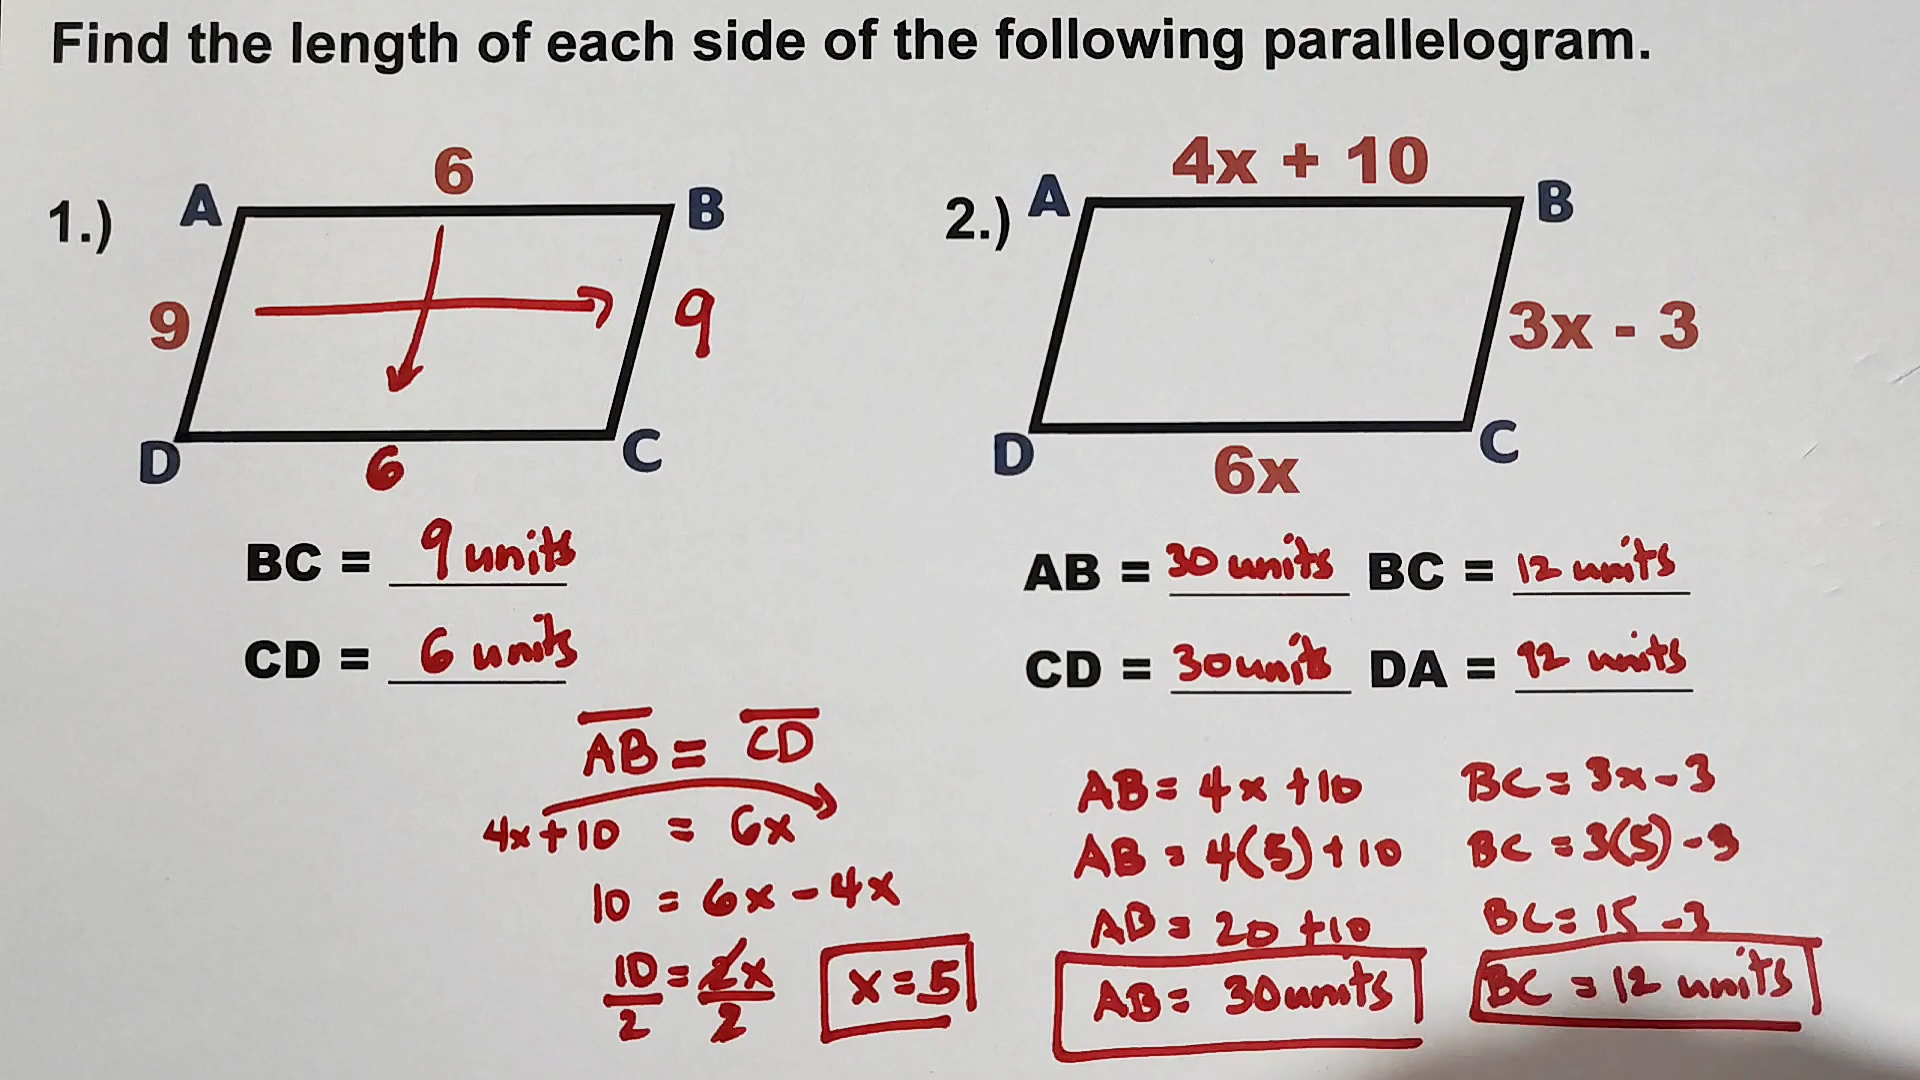 Find the length of each side of the following parallelogram.
1.) A 6 B
9 9
D 6 C
BC = 9 units
CD = 6 units
2.) A 4x + 10 B
3x - 3
D 6x C
AB = 30 units BC = 12 units
CD = 30 units DA = 12 units
AB = CD
4x + 10 = 6x
10 = 6x - 4x
10/2 = 2x/2 x = 5
AB = 4x + 10
AB = 4(5) + 10
AB = 20 + 10
AB = 30 units
BC = 3x - 3
BC = 3(5) - 3
BC = 15 - 3
BC = 12 units